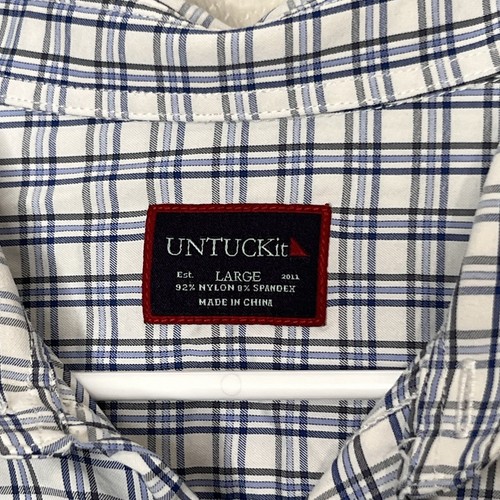 UNTUCKit
Est. LARGE 2011
92% NYLON 8% SPANDEX
MADE IN CHINA